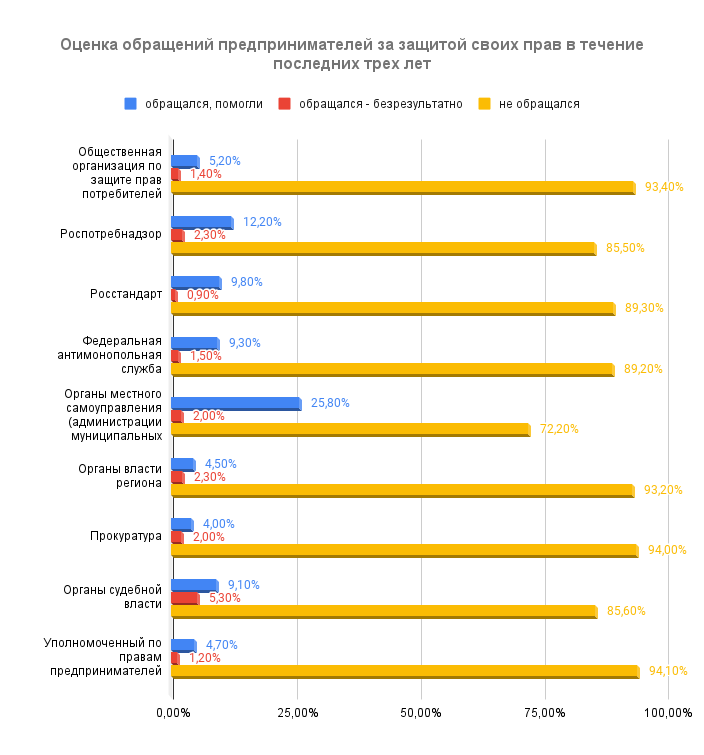 Оценка обращений предпринимателей за защитой своих прав в течение
последних трех лет
обращался, помогли
обращался - безрезультатно
не обращался
Общественная
организация по
защите прав
потребителей
5,20%
1,40%
93,40%
Роспотребнадзор
12,20%
2,30%
85,50%
Росстандарт
9,80%
0,90%
89,30%
Федеральная
антимонопольная
служба
9,30%
1,50%
89,20%
Органы местного
самоуправления
(администрации
муниципальных
25,80%
2,00%
72,20%
Органы власти
региона
4,50%
2,30%
93,20%
Прокуратура
4,00%
2,00%
94,00%
Органы судебной
власти
9,10%
5,30%
85,60%
Уполномоченный по
правам
предпринимателей
4,70%
1,20%
94,10%
0,00%
25,00%
50,00%
75,00%
100,00%